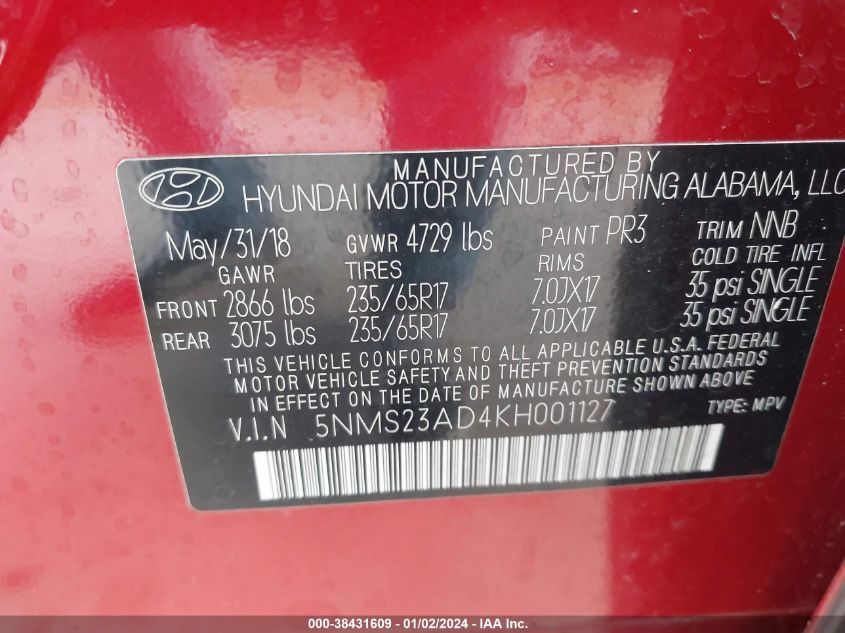 MANUFACTURED BY
HYUNDAI MOTOR MANUFACTURING ALABAMA, LLC
May/31/18 GVWR 4729 lbs PAINT PR3 TRIM NNB
GAWR TIRES RIMS COLD TIRE INFL
FRONT 2866 lbs 235/65R17 7.0JX17 35 psi SINGLE
REAR 3075 lbs 235/65R17 7.0JX17 35 psi SINGLE
THIS VEHICLE CONFORMS TO ALL APPLICABLE U.S.A. FEDERAL
MOTOR VEHICLE SAFETY AND THEFT PREVENTION STANDARDS
IN EFFECT ON THE DATE OF MANUFACTURE SHOWN ABOVE
V.I.N 5NMS23AD4KH001127 TYPE: MPV
000-38431609 - 01/02/2024 - IAA Inc.